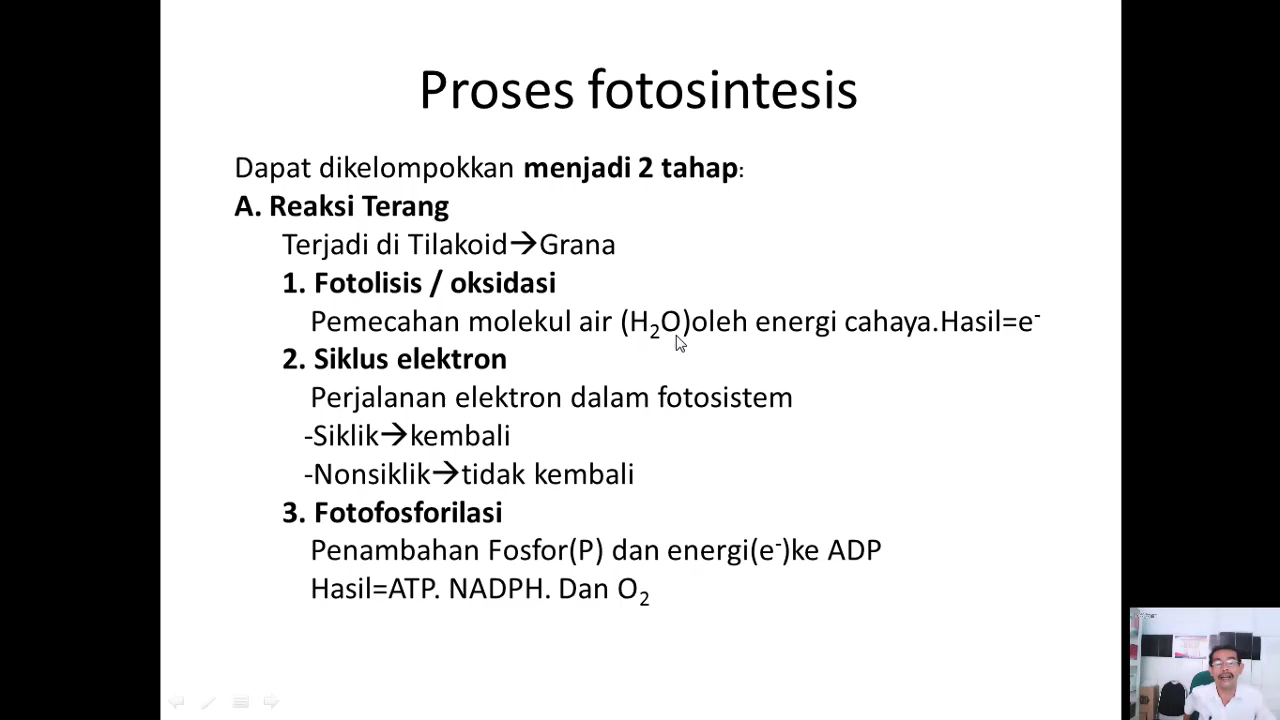 Proses fotosintesis
Dapat dikelompokkan menjadi 2 tahap:
A. Reaksi Terang
Terjadi di Tilakoid→Grana
1. Fotolisis / oksidasi
Pemecahan molekul air (H₂O)oleh energi cahaya.Hasil=e⁻
2. Siklus elektron
Perjalanan elektron dalam fotosistem
-Siklik→kembali
-Nonsiklik→tidak kembali
3. Fotofosforilasi
Penambahan Fosfor(P) dan energi(e⁻)ke ADP
Hasil=ATP. NADPH. Dan O₂